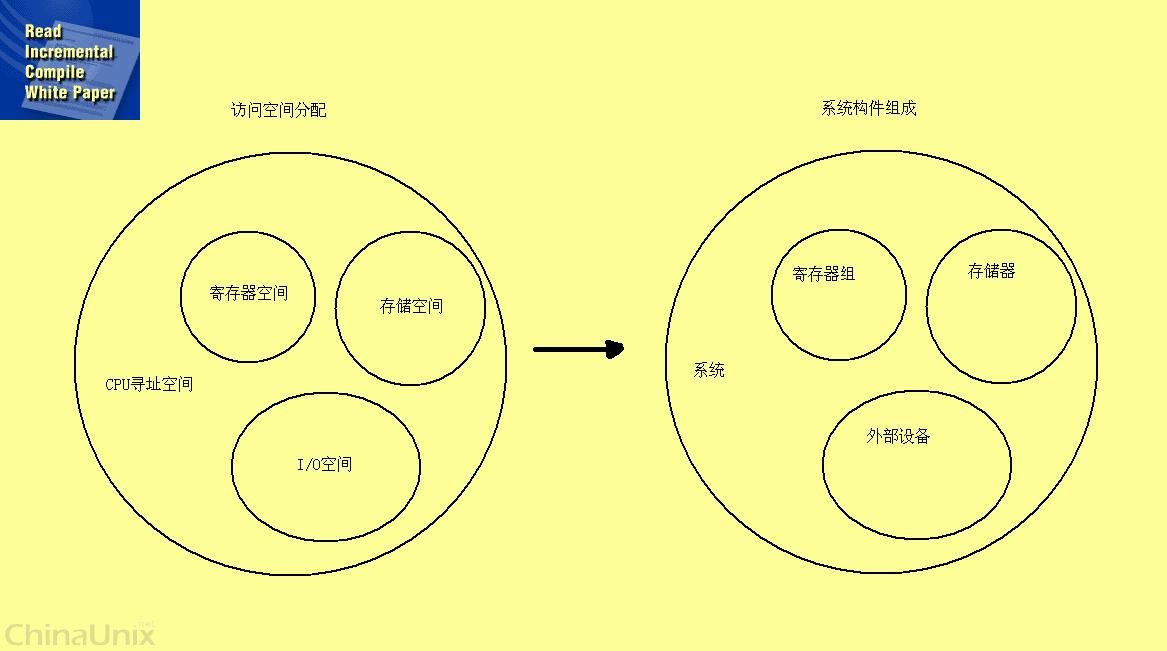 Read
Incremental
Compile
White Paper
访问空间分配
系统构件组成
寄存器空间
存储空间
CPU寻址空间
I/O空间
寄存器组
存储器
系统
外部设备
ChinaUnix.net